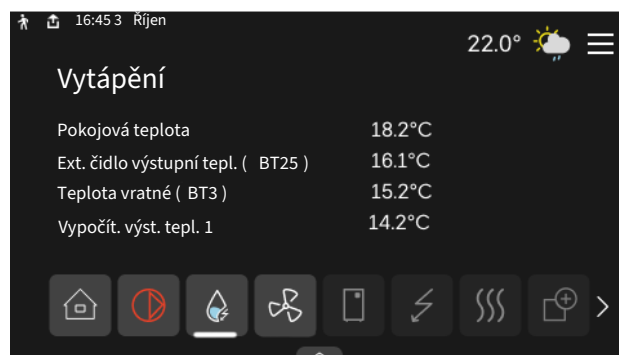 16:45 3 Říjen
22.0°
Vytápění
Pokojová teplota 18.2°C
Ext. čidlo výstupní tepl. ( BT25 ) 16.1°C
Teplota vratné ( BT3 ) 15.2°C
Vypočít. výst. tepl. 1 14.2°C